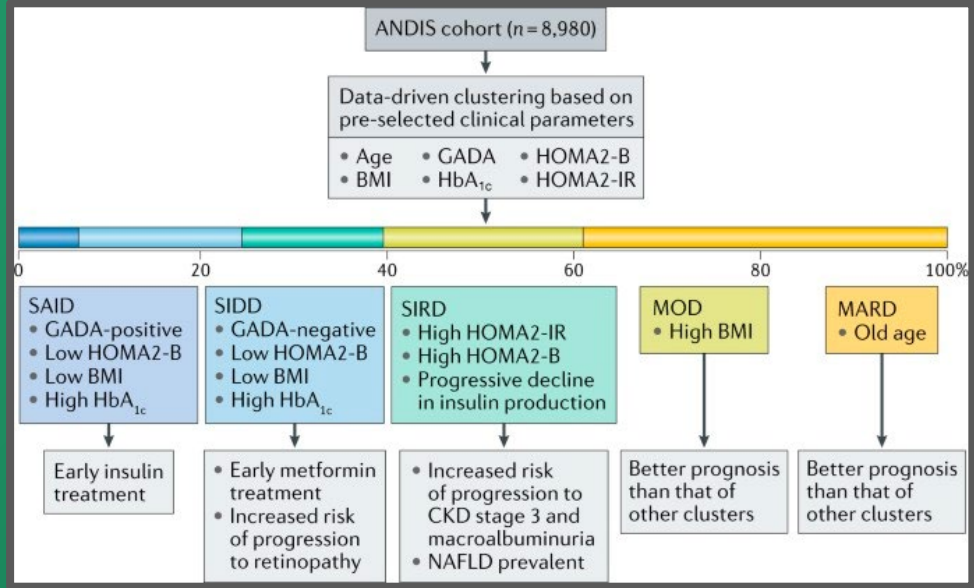 ANDIS cohort (n = 8,980)
Data-driven clustering based on
pre-selected clinical parameters
• Age • GADA • HOMA2-B
• BMI • HbA1c • HOMA2-IR
0 20 40 60 80 100%
SAID
• GADA-positive
• Low HOMA2-B
• Low BMI
• High HbA1c
SIDD
• GADA-negative
• Low HOMA2-B
• Low BMI
• High HbA1c
SIRD
• High HOMA2-IR
• High HOMA2-B
• Progressive decline
in insulin production
MOD
• High BMI
MARD
• Old age
Early insulin
treatment
• Early metformin
treatment
• Increased risk
of progression
to retinopathy
• Increased risk
of progression to
CKD stage 3 and
macroalbuminuria
• NAFLD prevalent
Better prognosis
than that of
other clusters
Better prognosis
than that of
other clusters